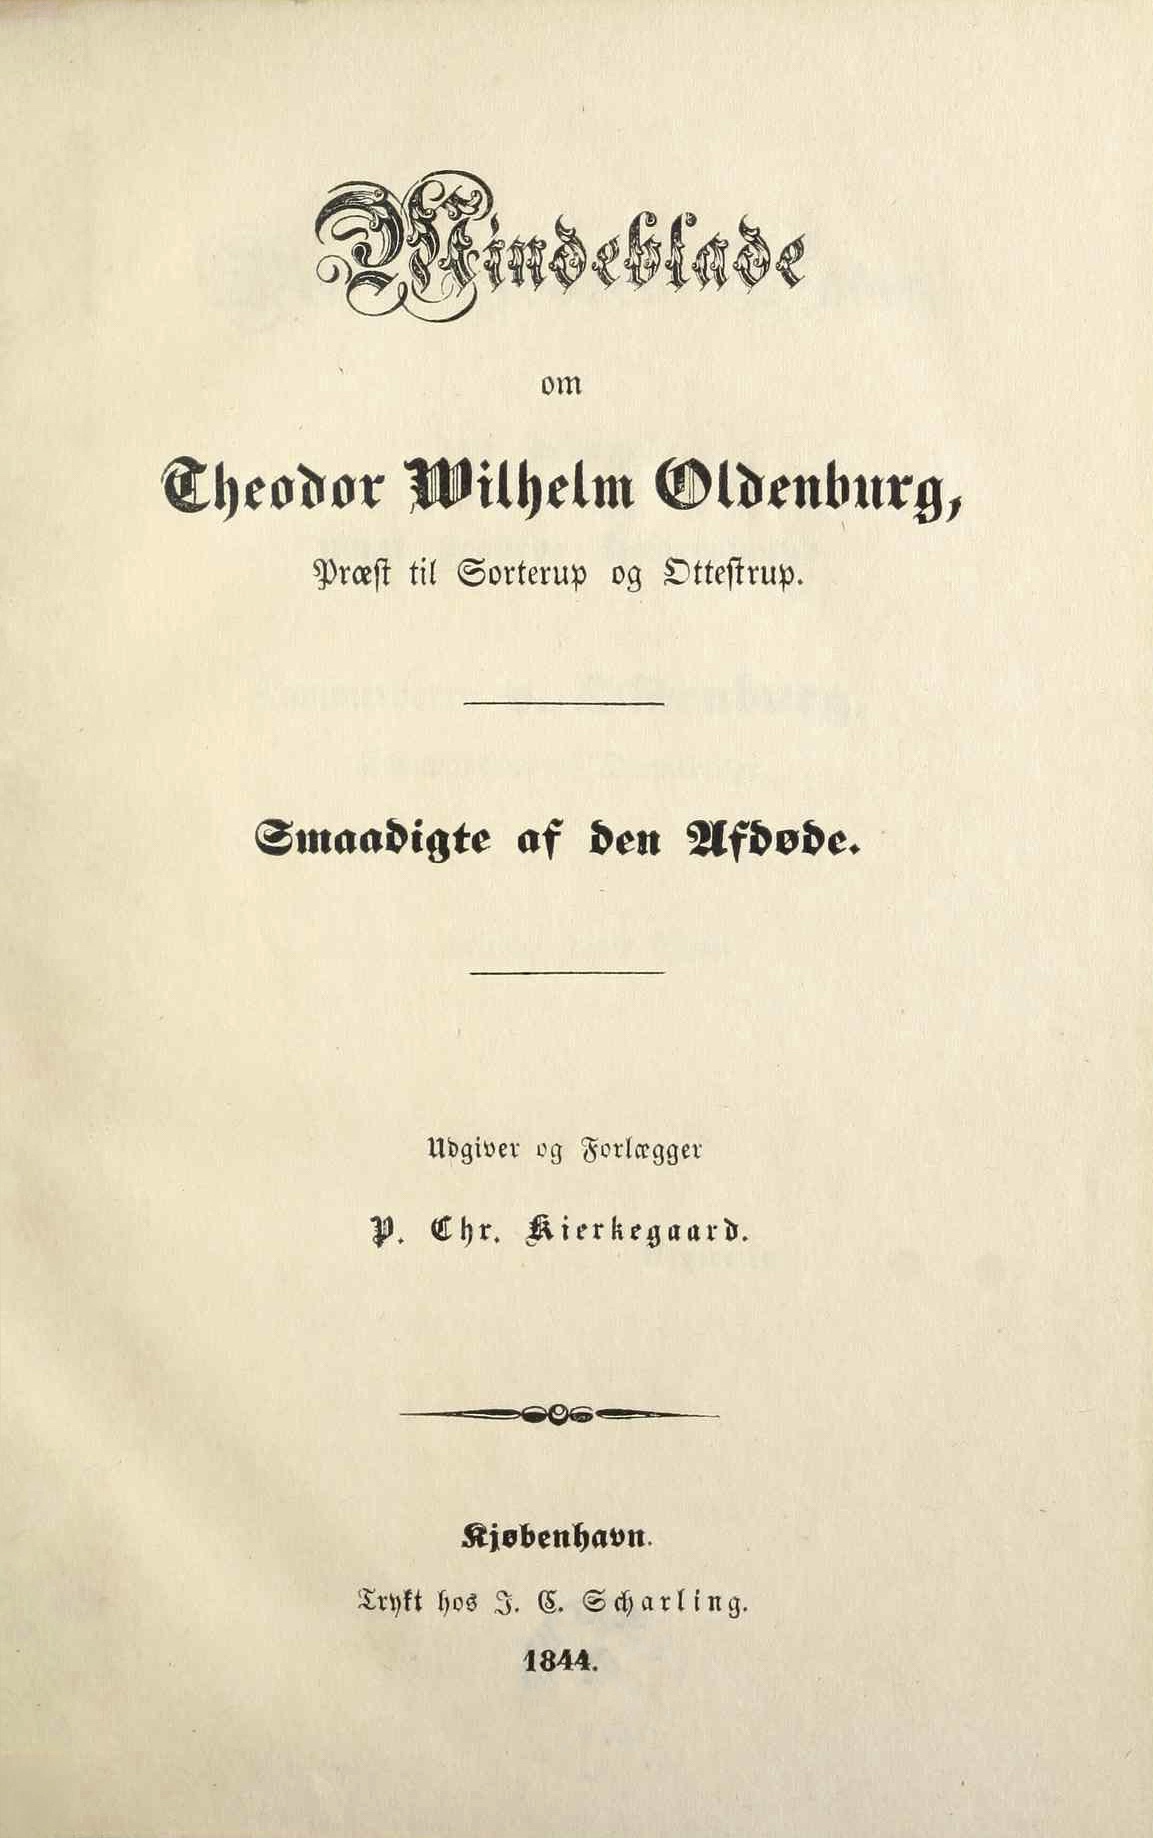 Mindeblade
om
Theodor Wilhelm Oldenburg,
Præst til Sorterup og Ottestrup.
Smaadigte af den Afdøde.
Udgiver og Forlægger
P. Chr. Kierkegaard.
Kjøbenhavn.
Trykt hos J. C. Scharling.
1844.